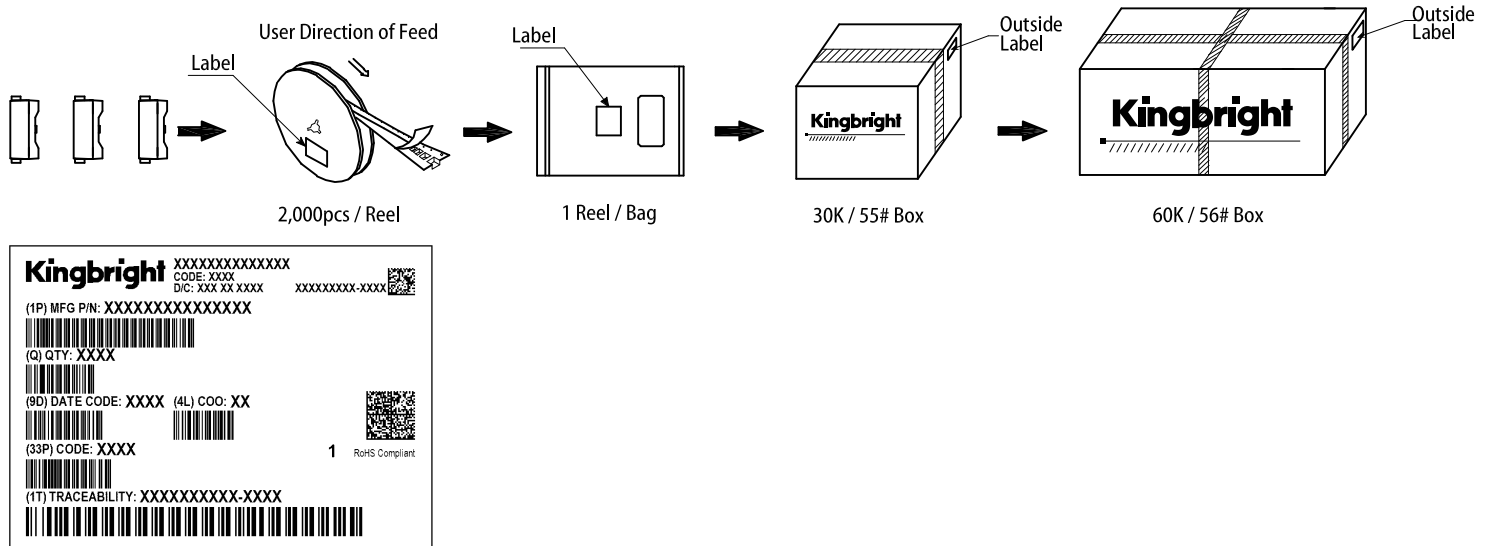 User Direction of Feed
Label
Label
Outside
Label
Outside
Label
Kingbright
Kingbright
2,000pcs / Reel
1 Reel / Bag
30K / 55# Box
60K / 56# Box
Kingbright XXXXXXXXXXXXXX
CODE: XXXX
D/C: XXX XX XXXX XXXXXXXXX-XXXX
(1P) MFG P/N: XXXXXXXXXXXXXXX
(Q) QTY: XXXX
(9D) DATE CODE: XXXX (4L) COO: XX
(33P) CODE: XXXX
1 RoHS Compliant
(1T) TRACEABILITY: XXXXXXXXXX-XXXX